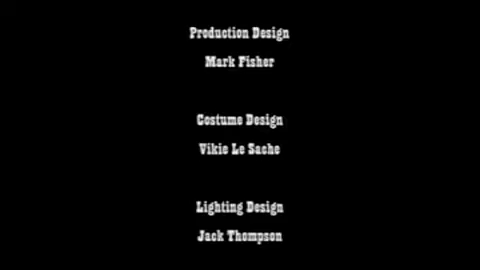 Production Design
Mark Fisher
Costume Design
Vikie Le Sache
Lighting Design
Jack Thompson